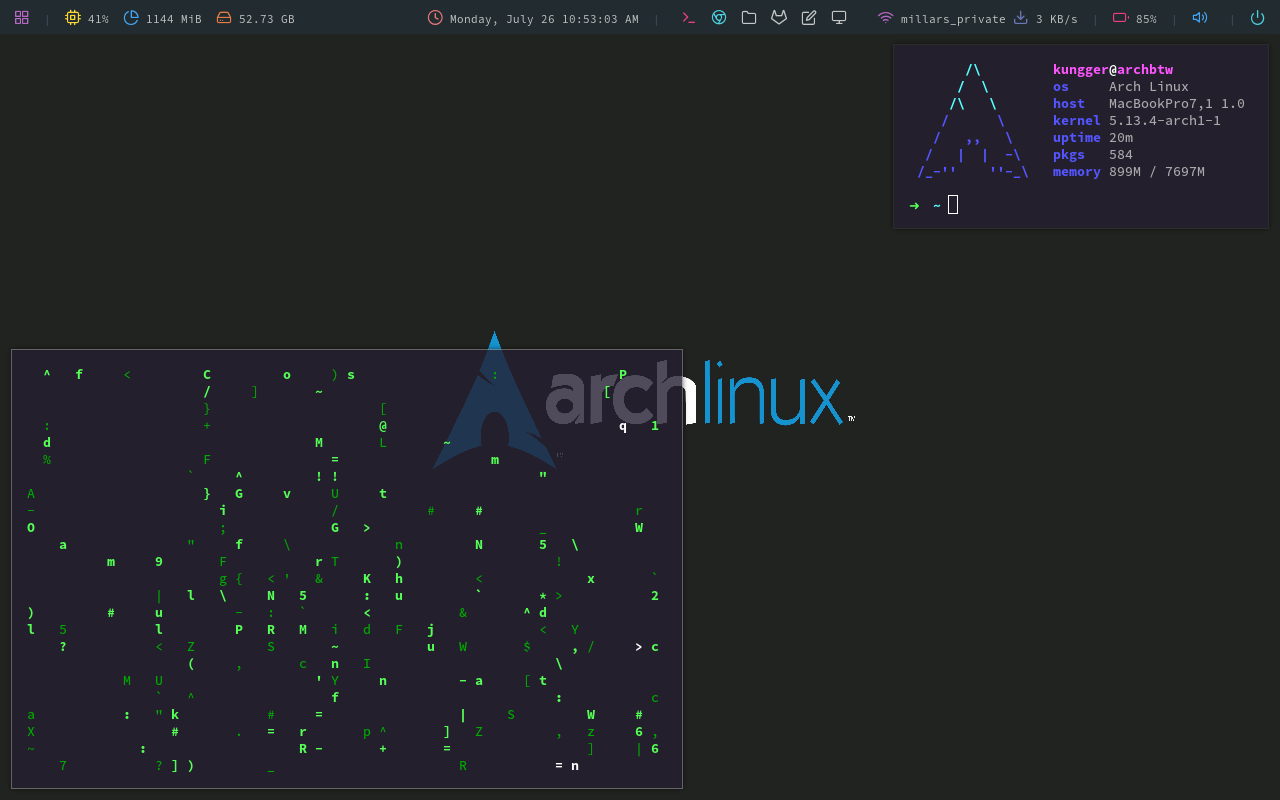 41% 1144 MiB 52.73 GB Monday, July 26 10:53:03 AM millars_private 3 KB/s 85%
kungger@archbtw
os Arch Linux
host MacBookPro7,1 1.0
kernel 5.13.4-arch1-1
uptime 20m
pkgs 584
memory 899M / 7697M
➜ ~
archlinux™
^ f < C o ) s : P
/ ] ~ [
} [
: + @ q 1
d M L ~
% F = m
` ^ ! ! "
A } G v U t
- i / # # r
O ; G > _ W
a " f \ n N 5 \
m 9 F r T ) !
g { < ' & K h < x `
| l \ N 5 : u ` * > 2
) # u - : ` < & ^ d
l 5 l P R M i d F j < Y
? < Z S ~ u W $ , / > c
( , c n I \
M U ' Y n - a [ t
` ^ f : c
a : " k # = | S W #
X # . = r p ^ ] Z , z 6 ,
~ : R - + = ] | 6
7 ? ] ) _ R = n